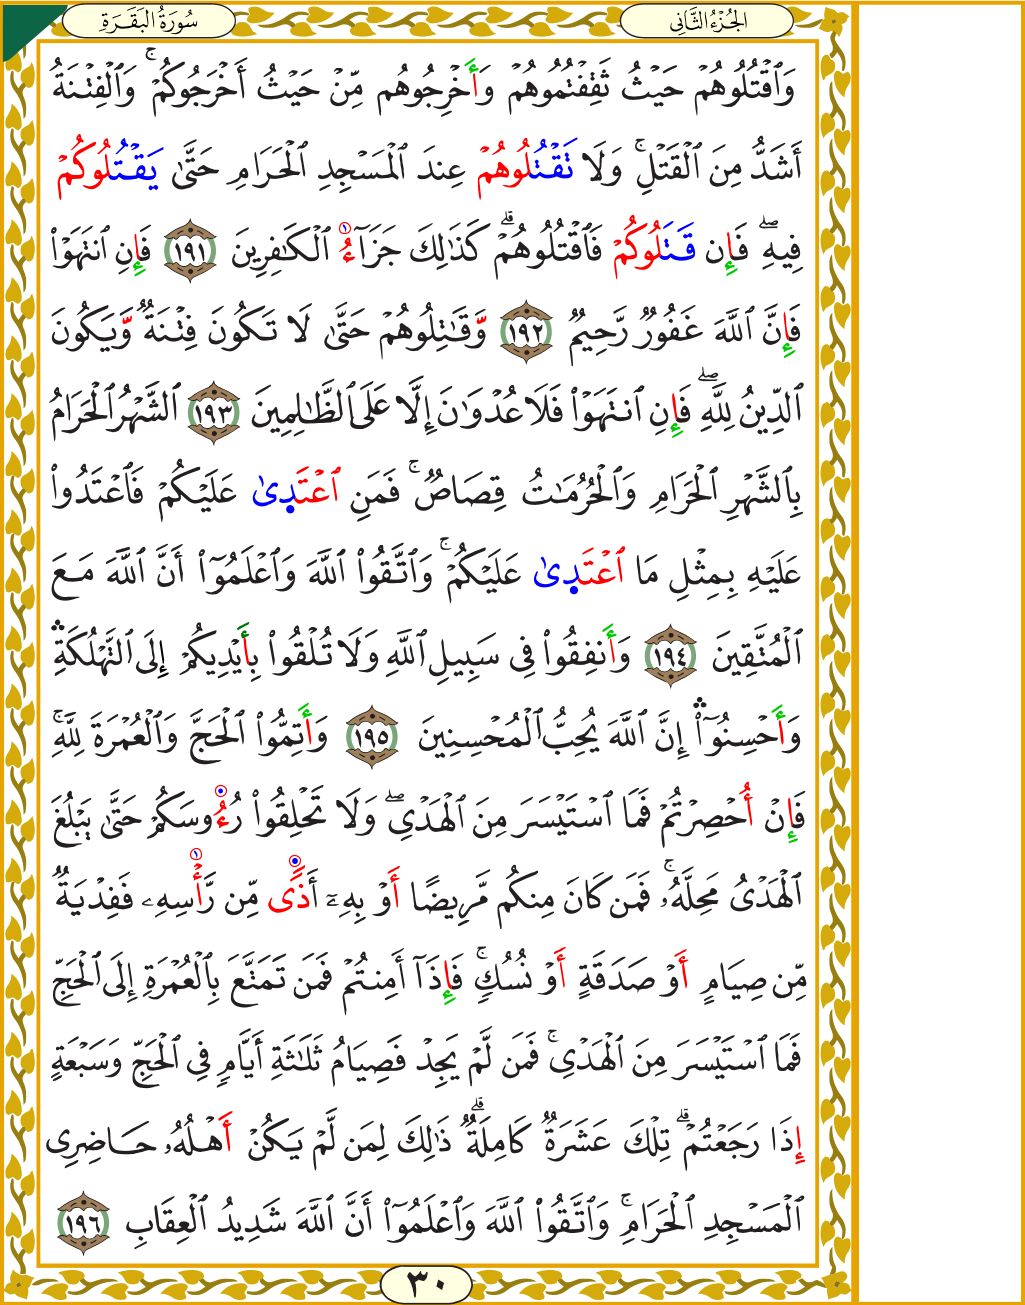 الجُزْءُ الثَّانِى
سُورَةُ البَقَرَةِ
وَٱقۡتُلُوهُمۡ حَيۡثُ ثَقِفۡتُمُوهُمۡ وَأَخۡرِجُوهُم مِّنۡ حَيۡثُ أَخۡرَجُوكُمۡۚ وَٱلۡفِتۡنَةُ
أَشَدُّ مِنَ ٱلۡقَتۡلِۚ وَلَا تَقۡتُلُوهُمۡ عِندَ ٱلۡمَسۡجِدِ ٱلۡحَرَامِ حَتَّىٰ يَقۡتُلُوكُمۡ
فِيهِۖ فَإِن قَتَلُوكُمۡ فَٱقۡتُلُوهُمۡۗ كَذَٰلِكَ جَزَآءُ ٱلۡكَٰفِرِينَ ١٩١ فَإِنِ ٱنتَهَوۡاْ
فَإِنَّ ٱللَّهَ غَفُورٌ رَّحِيمٌ ١٩٢ وَّقَٰتِلُوهُمۡ حَتَّىٰ لَا تَكُونَ فِتۡنَةٌ وَّيَكُونَ
ٱلدِّينُ لِلَّهِۖ فَإِنِ ٱنتَهَوۡاْ فَلَا عُدۡوَٰنَ إِلَّا عَلَى ٱلظَّٰلِمِينَ ١٩٣ ٱلشَّهۡرُ ٱلۡحَرَامُ
بِٱلشَّهۡرِ ٱلۡحَرَامِ وَٱلۡحُرُمَٰتُ قِصَاصٌۚ فَمَنِ ٱعۡتَدِىٰ عَلَيۡكُمۡ فَٱعۡتَدُواْ
عَلَيۡهِ بِمِثۡلِ مَا ٱعۡتَدِىٰ عَلَيۡكُمۡۚ وَٱتَّقُواْ ٱللَّهَ وَٱعۡلَمُوٓاْ أَنَّ ٱللَّهَ مَعَ
ٱلۡمُتَّقِينَ ١٩٤ وَأَنفِقُواْ فِى سَبِيلِ ٱللَّهِ وَلَا تُلۡقُواْ بِأَيۡدِيكُمۡ إِلَى ٱلتَّهۡلُكَةِۛ
وَأَحۡسِنُوٓاْۛ إِنَّ ٱللَّهَ يُحِبُّ ٱلۡمُحۡسِنِينَ ١٩٥ وَأَتِمُّواْ ٱلۡحَجَّ وَٱلۡعُمۡرَةَ لِلَّهِۚ
فَإِنۡ أُحۡصِرۡتُمۡ فَمَا ٱسۡتَيۡسَرَ مِنَ ٱلۡهَدۡىِۖ وَلَا تَحۡلِقُواْ رُءُوسَكُمۡ حَتَّىٰ يَبۡلُغَ
ٱلۡهَدۡىُ مَحِلَّهُۥۚ فَمَن كَانَ مِنكُم مَّرِيضًا أَوۡ بِهِۦٓ أَذًى مِّن رَّأۡسِهِۦ فَفِدۡيَةٌ
مِّن صِيَامٍ أَوۡ صَدَقَةٍ أَوۡ نُسُكٍۚ فَإِذَآ أَمِنتُمۡ فَمَن تَمَتَّعَ بِٱلۡعُمۡرَةِ إِلَى ٱلۡحَجِّ
فَمَا ٱسۡتَيۡسَرَ مِنَ ٱلۡهَدۡىِۚ فَمَن لَّمۡ يَجِدۡ فَصِيَامُ ثَلَٰثَةِ أَيَّامٍ فِى ٱلۡحَجِّ وَسَبۡعَةٍ
إِذَا رَجَعۡتُمۡۗ تِلۡكَ عَشَرَةٌ كَامِلَةٌۗ ذَٰلِكَ لِمَن لَّمۡ يَكُنۡ أَهۡلُهُۥ حَاضِرِى
ٱلۡمَسۡجِدِ ٱلۡحَرَامِۚ وَٱتَّقُواْ ٱللَّهَ وَٱعۡلَمُوٓاْ أَنَّ ٱللَّهَ شَدِيدُ ٱلۡعِقَابِ ١٩٦
٣٠